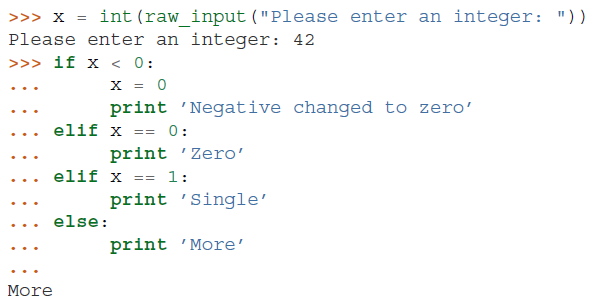 >>> x = int(raw_input("Please enter an integer: "))
Please enter an integer: 42
>>> if x < 0:
...      x = 0
...      print ’Negative changed to zero’
... elif x == 0:
...      print ’Zero’
... elif x == 1:
...      print ’Single’
... else:
...      print ’More’
...
More